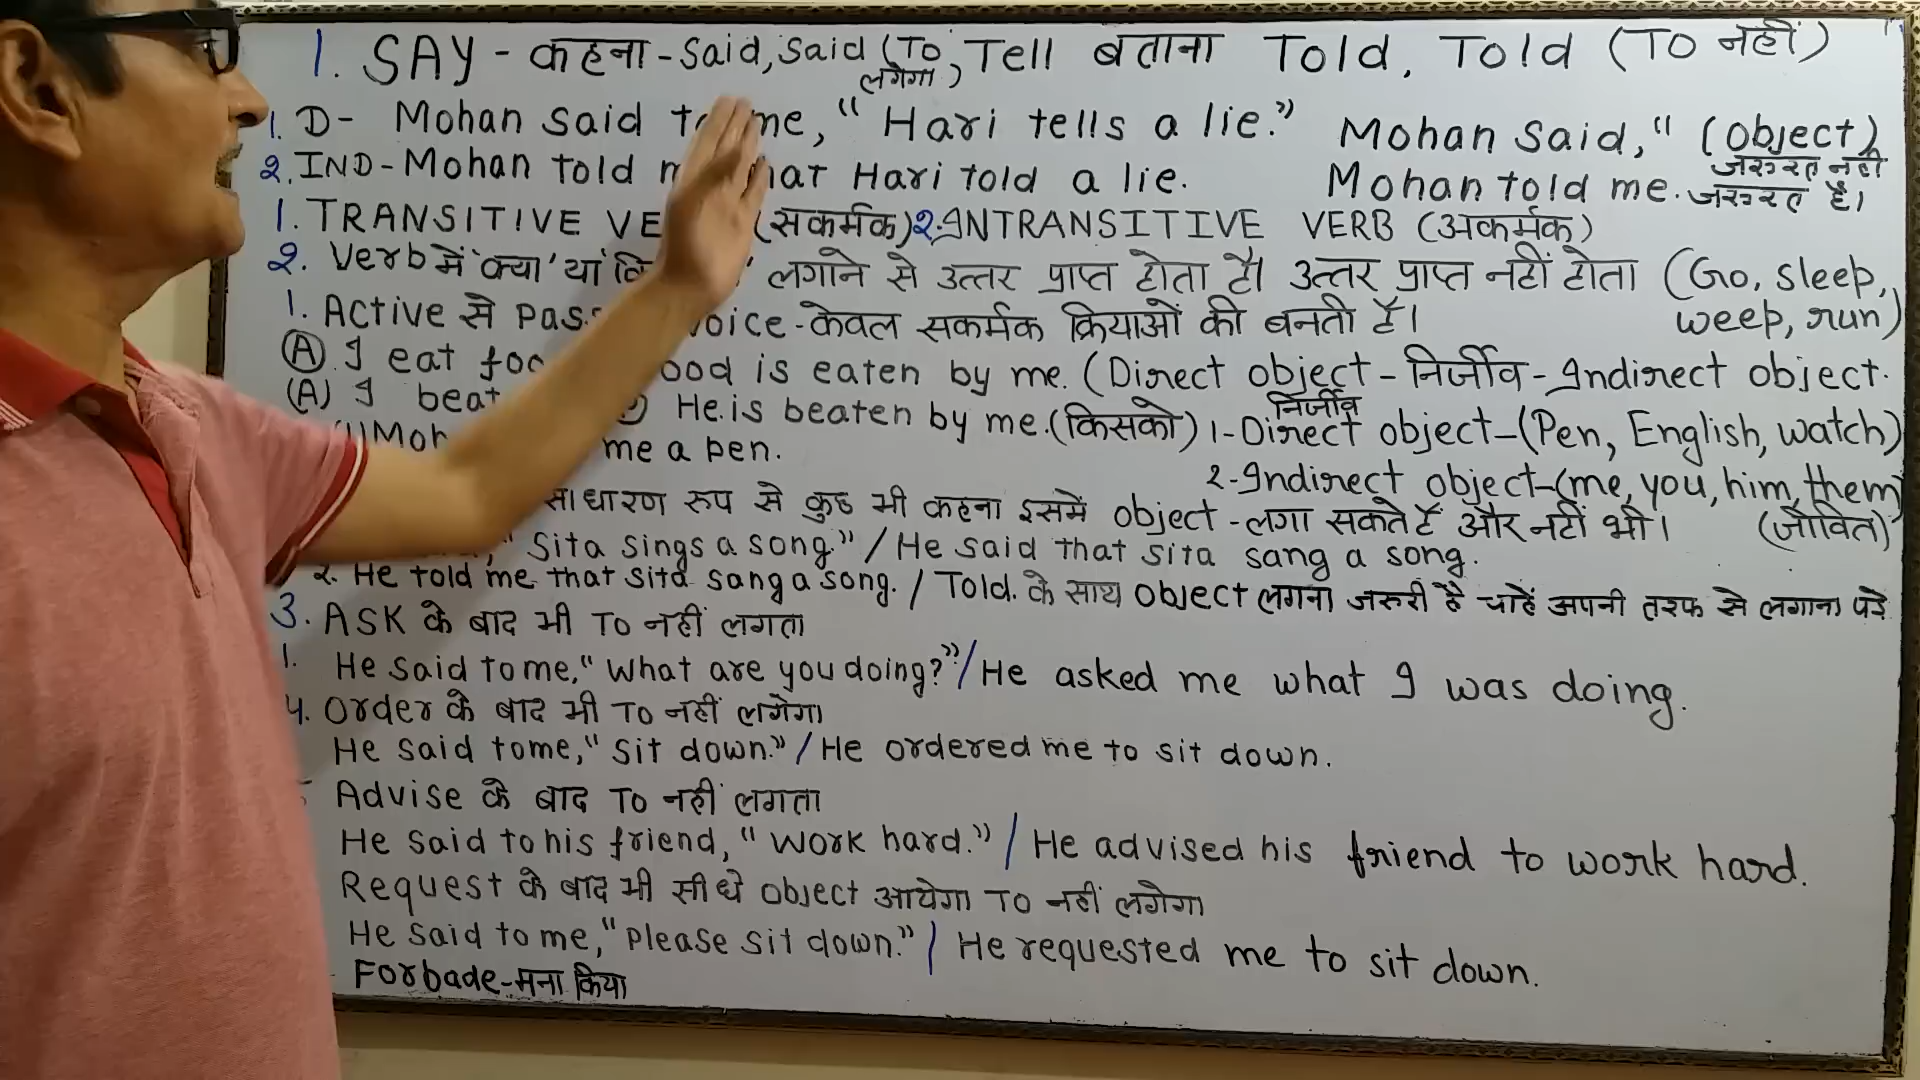 1. SAY - कहना - Said, Said (TO लगेगा), Tell बताना Told, Told (TO नहीं)
1. D- Mohan said to me, "Hari tells a lie." Mohan said," (object) जरूरत नहीं
2. IND- Mohan told Hari told a lie. Mohan told me. जरूरत है।
1. TRANSITIVE (सकर्मक) 2. INTRANSITIVE VERB (अकर्मक)
2. Verb में 'क्या' या लगाने से उत्तर प्राप्त होता है। उत्तर प्राप्त नहीं होता (Go, sleep, weep, run)
1. Active से voice - केवल सकर्मक क्रियाओं की बनती है।
(A) I eat is eaten by me. (Direct object - निर्जीव - Indirect object.
(A) I beat He is beaten by me. (किसको) 1- Direct object - निर्जीव (Pen, English, watch)
(1) me a pen.
2- Indirect object - (me, you, him, them) (जीवित)
साधारण रूप से कुछ भी कहना इसमें object - लगा सकते हैं और नहीं भी।
"Sita sings a song." / He said that sita sang a song.
2. He told me that sita sang a song. / Told. के साथ object लगना जरूरी है चाहें अपनी तरफ से लगाना पड़े
3. ASK के बाद भी TO नहीं लगता
1. He said to me, "What are you doing?" / He asked me what I was doing.
4. Order के बाद भी TO नहीं लगेगा
He said to me, "Sit down." / He ordered me to sit down.
Advise के बाद TO नहीं लगता
He said to his friend, "Work hard." / He advised his friend to work hard.
Request के बाद भी सीधे object आयेगा TO नहीं लगेगा
He said to me, "Please sit down." / He requested me to sit down.
Forbade - मना किया